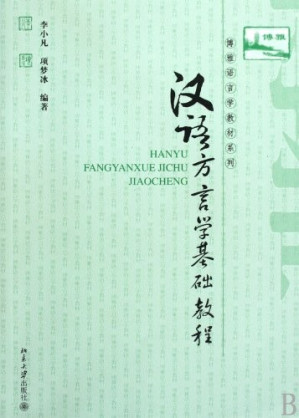 博雅
博雅语言学教材系列
汉语方言学基础教程
HANYU
FANGYANXUE JICHU
JIAOCHENG
李小凡 项梦冰 编著
北京大学出版社
B